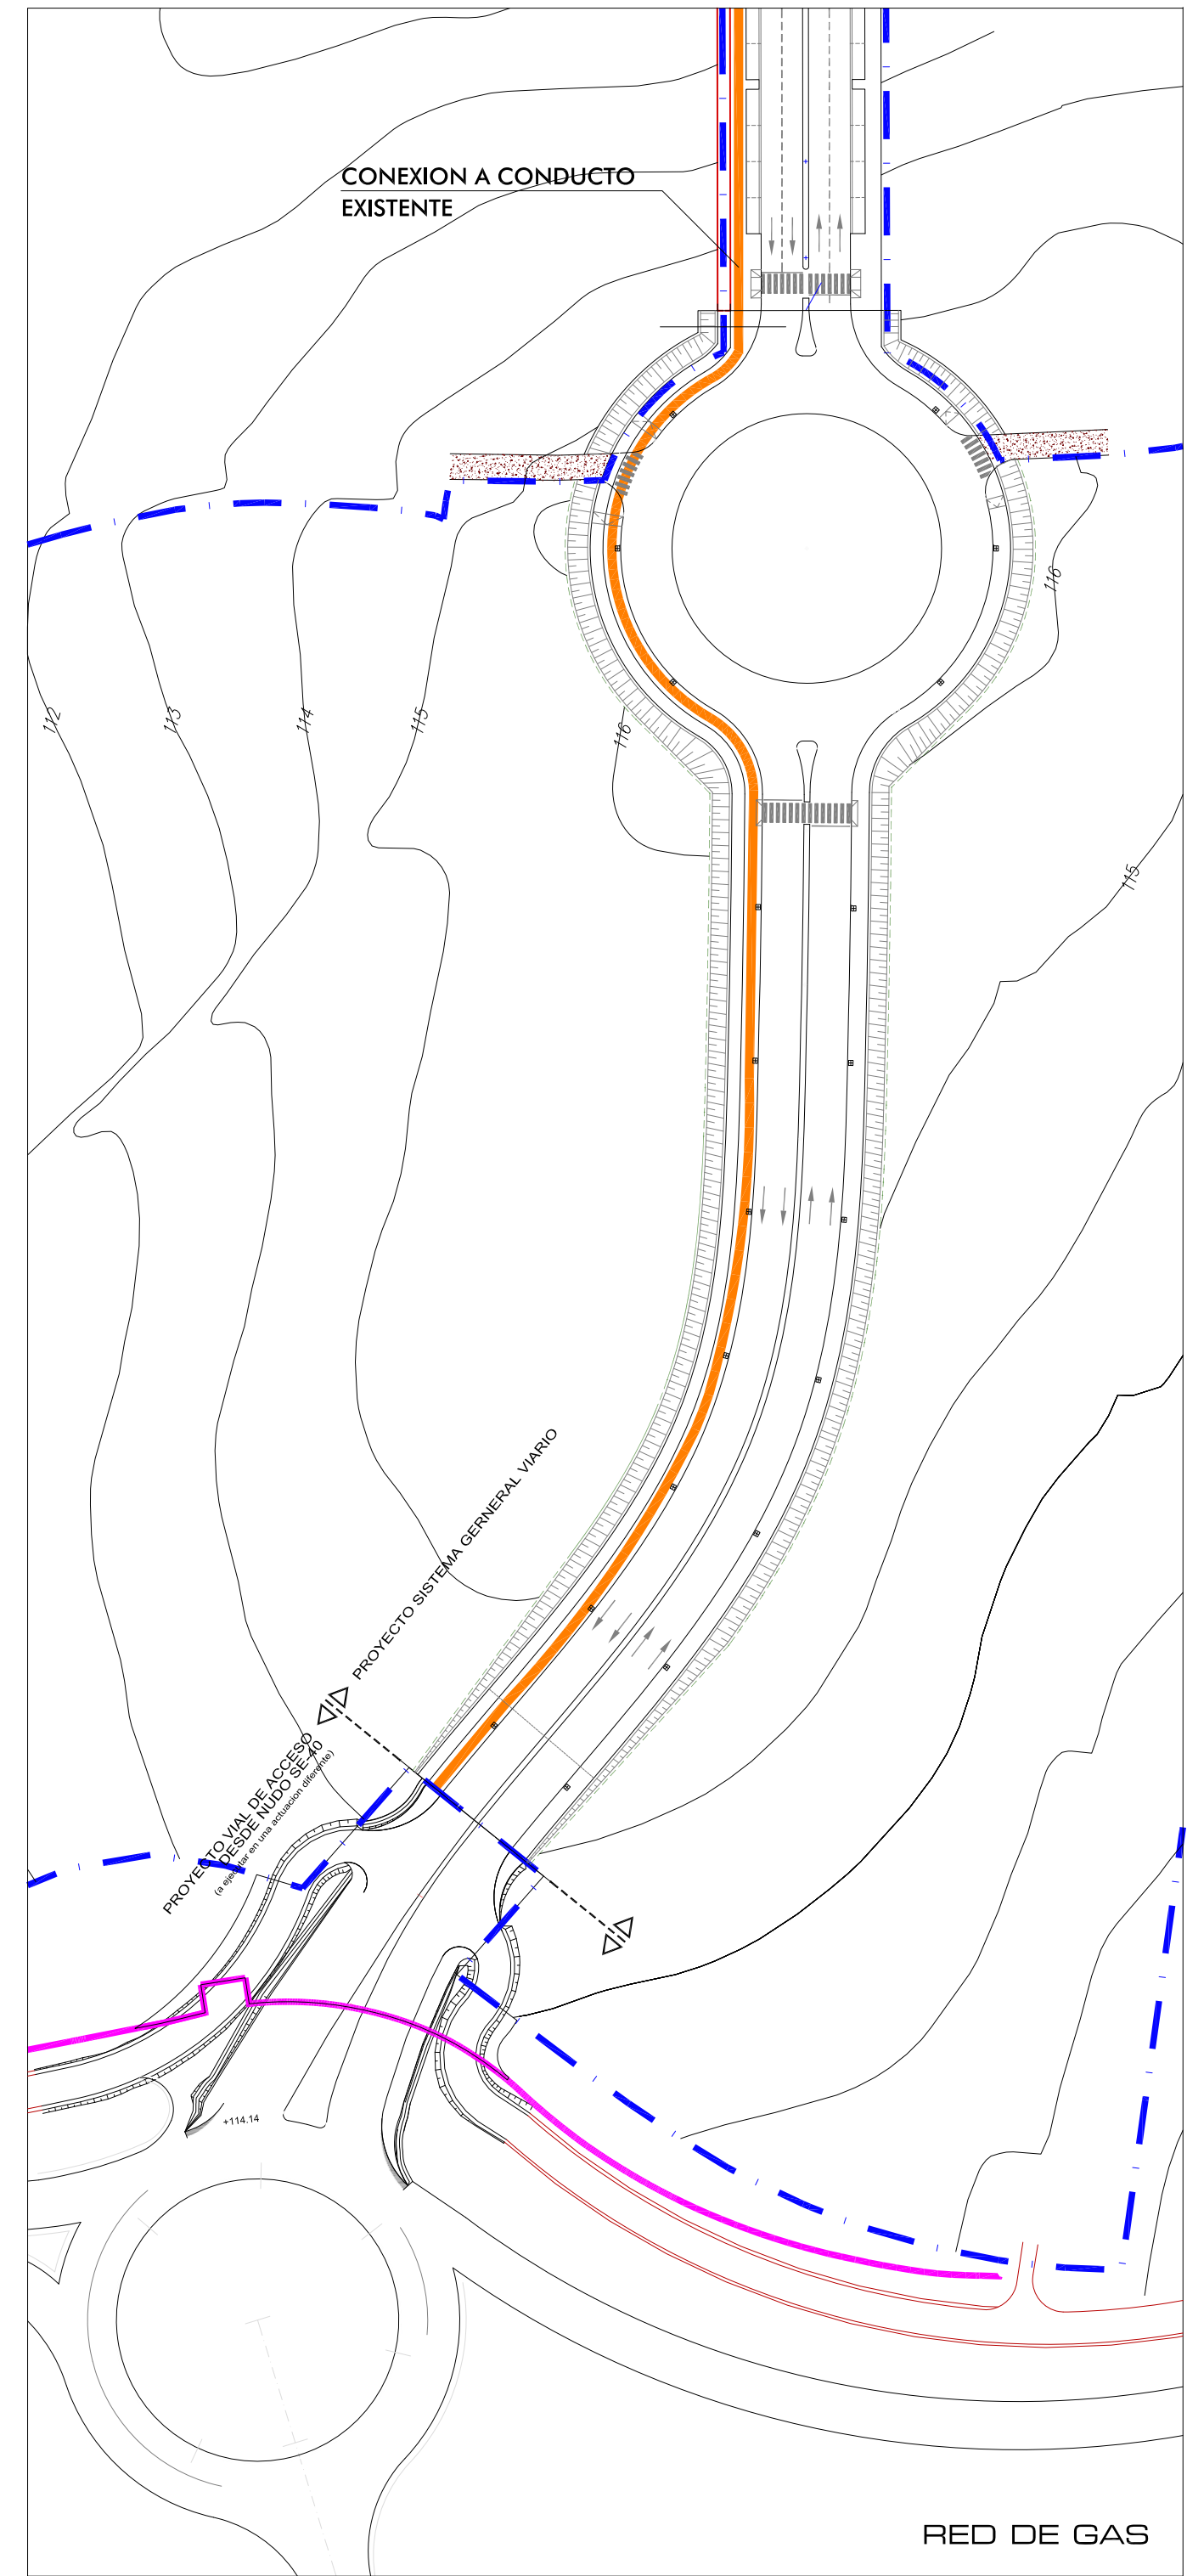 CONEXION A CONDUCTO
EXISTENTE
116
112
113
114
115
116
115
PROYECTO SISTEMA GERNERAL VIARIO
PROYECTO VIAL DE ACCESO
DESDE NUDO SE-40
(a ejecutar en una actuacion diferente)
+114.14
RED DE GAS